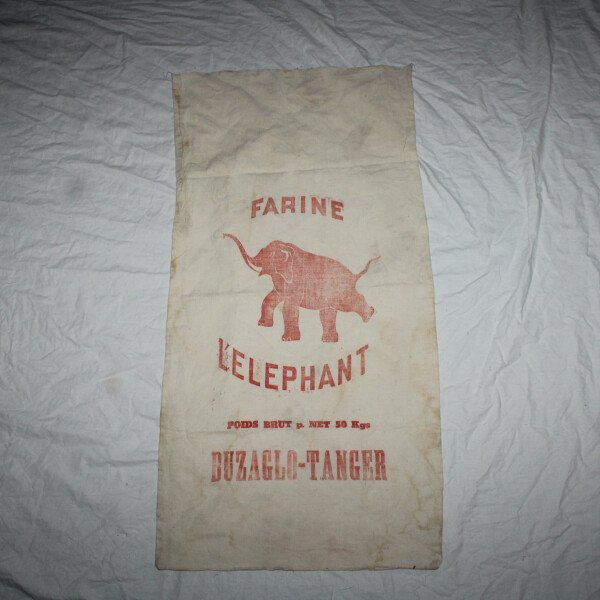 FARINE
L'ELEPHANT
POIDS BRUT p. NET 50 Kgs
BUZAGLO-TANGER